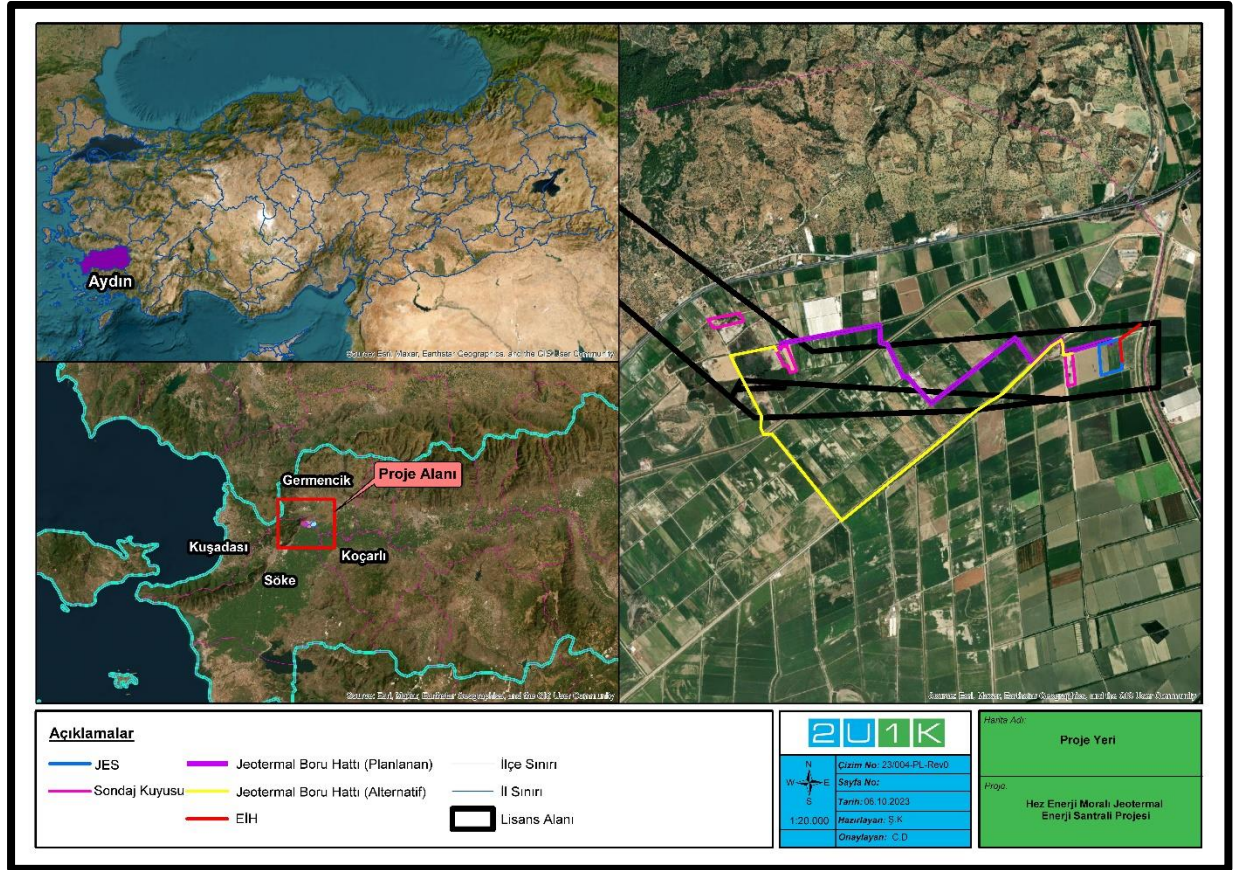 Aydın
Source: Esri, Maxar, Earthstar Geographics, and the GIS User Community
Germencik
Proje Alanı
Kuşadası
Koçarlı
Söke
Source: Esri, Maxar, Earthstar Geographics, and the GIS User Community
Source: Esri, Maxar, Earthstar Geographics, and the GIS User Community
Açıklamalar
JES
Jeotermal Boru Hattı (Planlanan)
İlçe Sınırı
Sondaj Kuyusu
Jeotermal Boru Hattı (Alternatif)
İl Sınırı
EİH
Lisans Alanı
2U1K
N
W E
S
1:20.000
Çizim No: 23/004-PL-Rev0
Sayfa No:
Tarih: 06.10.2023
Hazırlayan: Ş.K
Onaylayan: C.D
Harita Adı:
Proje Yeri
Proje:
Hez Enerji Moralı Jeotermal
Enerji Santrali Projesi